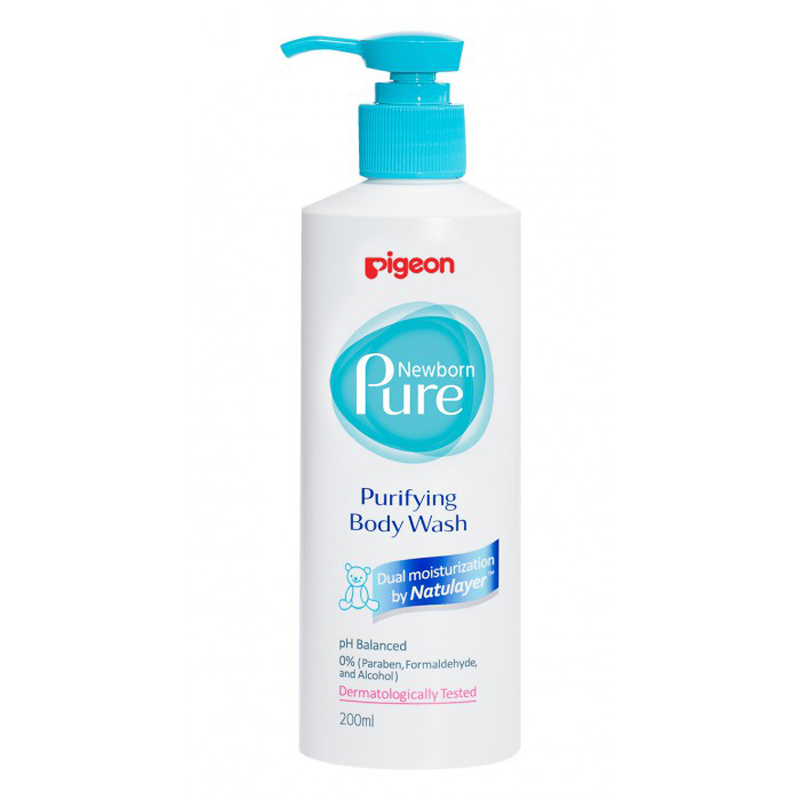 pigeon
Newborn
Pure
Purifying
Body Wash
Dual moisturization
by Natulayer™
pH Balanced
0% (Paraben, Formaldehyde,
and Alcohol)
Dermatologically Tested
200ml